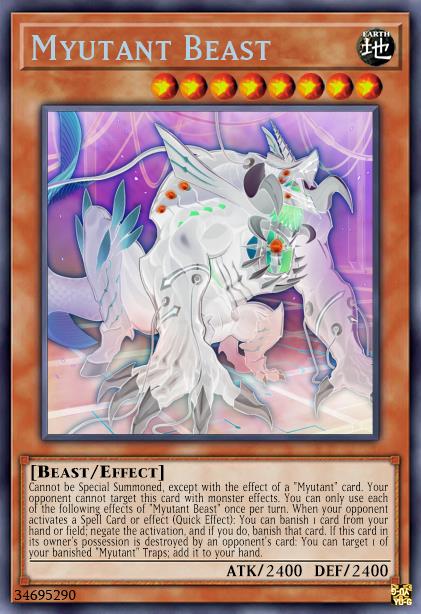 Myutant Beast
EARTH
地
[Beast/Effect]
Cannot be Special Summoned, except with the effect of a "Myutant" card. Your
opponent cannot target this card with monster effects. You can only use each
of the following effects of "Myutant Beast" once per turn. When your opponent
activates a Spell Card or effect (Quick Effect): You can banish 1 card from your
hand or field; negate the activation, and if you do, banish that card. If this card in
its owner's possession is destroyed by an opponent's card: You can target 1 of
your banished "Myutant" Traps; add it to your hand.
ATK/2400 DEF/2400
34695290